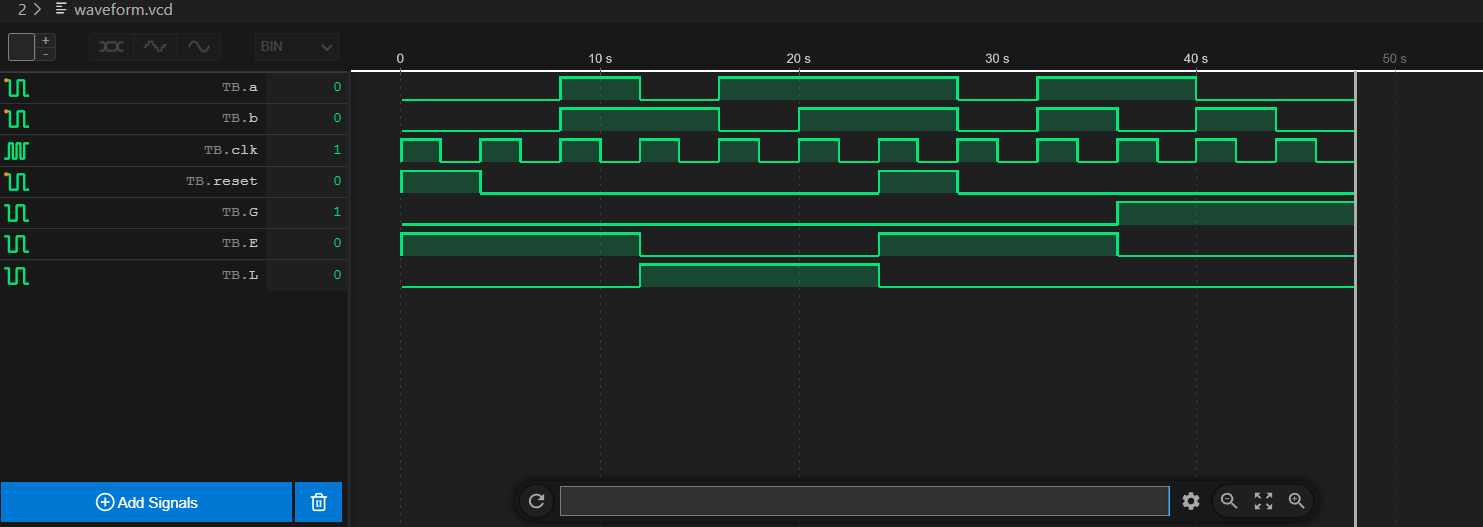 2 > waveform.vcd
+
-
BIN
0 10 s 20 s 30 s 40 s 50 s
TB.a 0
TB.b 0
TB.clk 1
TB.reset 0
TB.G 1
TB.E 0
TB.L 0
Add Signals